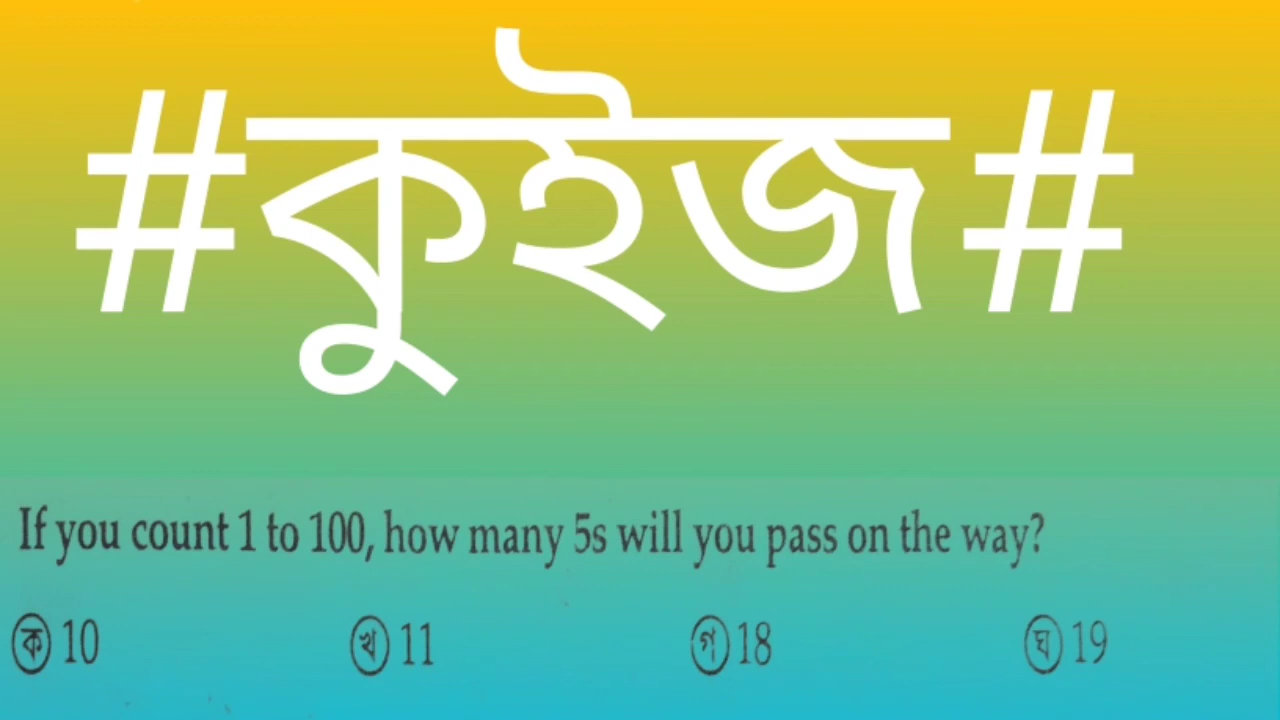 #কুইজ#
If you count 1 to 100, how many 5s will you pass on the way?
ক 10 খ 11 গ 18 ঘ 19